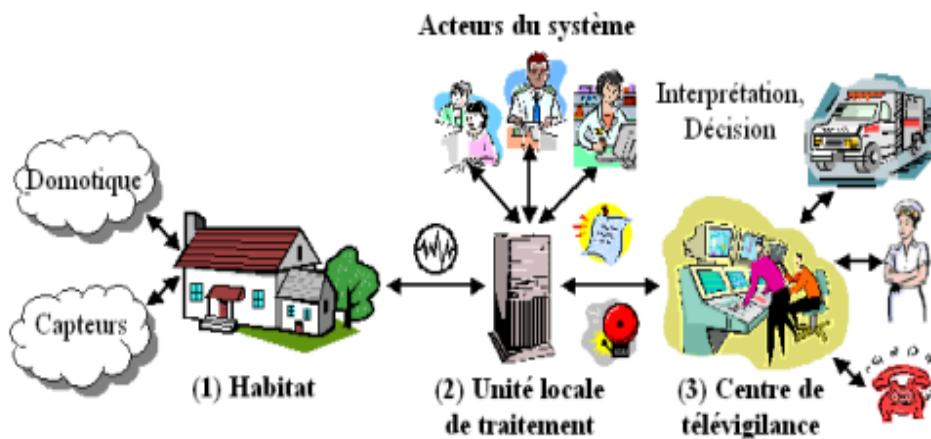 Acteurs du système
Interprétation,
Décision
Domotique
Capteurs
(1) Habitat
(2) Unité locale
de traitement
(3) Centre de
télévigilance